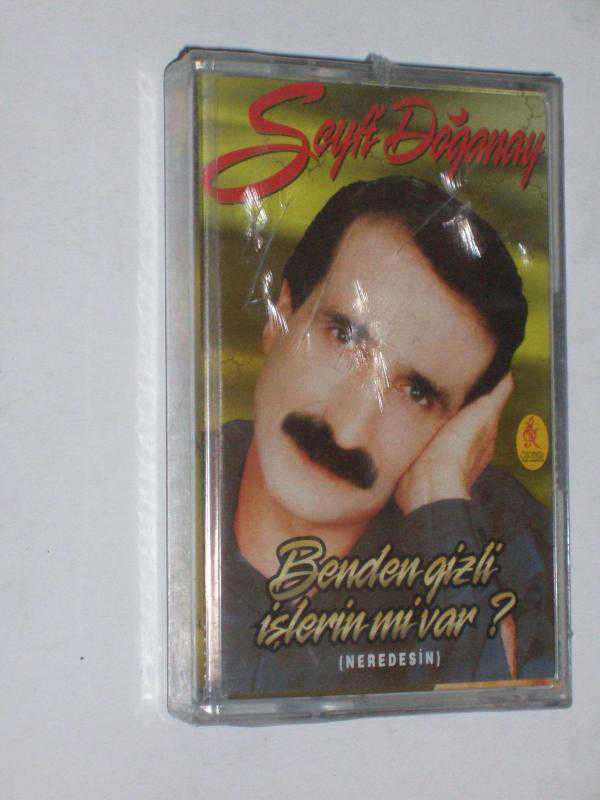 Seyfi Doğanay
Benden gizli
işlerin mi var ?
(NEREDESİN)